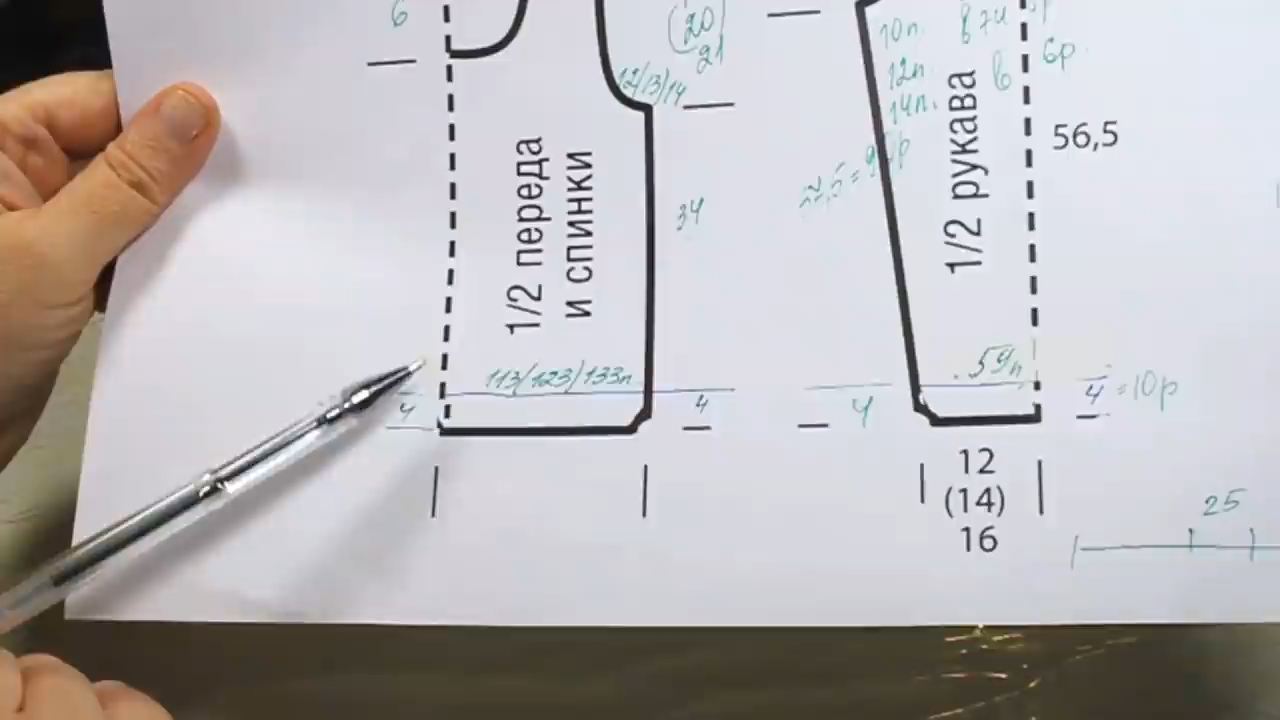 6
(20)
21
12/13/14
34
1/2 переда
и спинки
113/123/133п
4
4
10п.
12п.
14п.
в 74
в
6р.
1/2 рукава
56,5
59п
4
4 = 10р
12
(14)
16
25